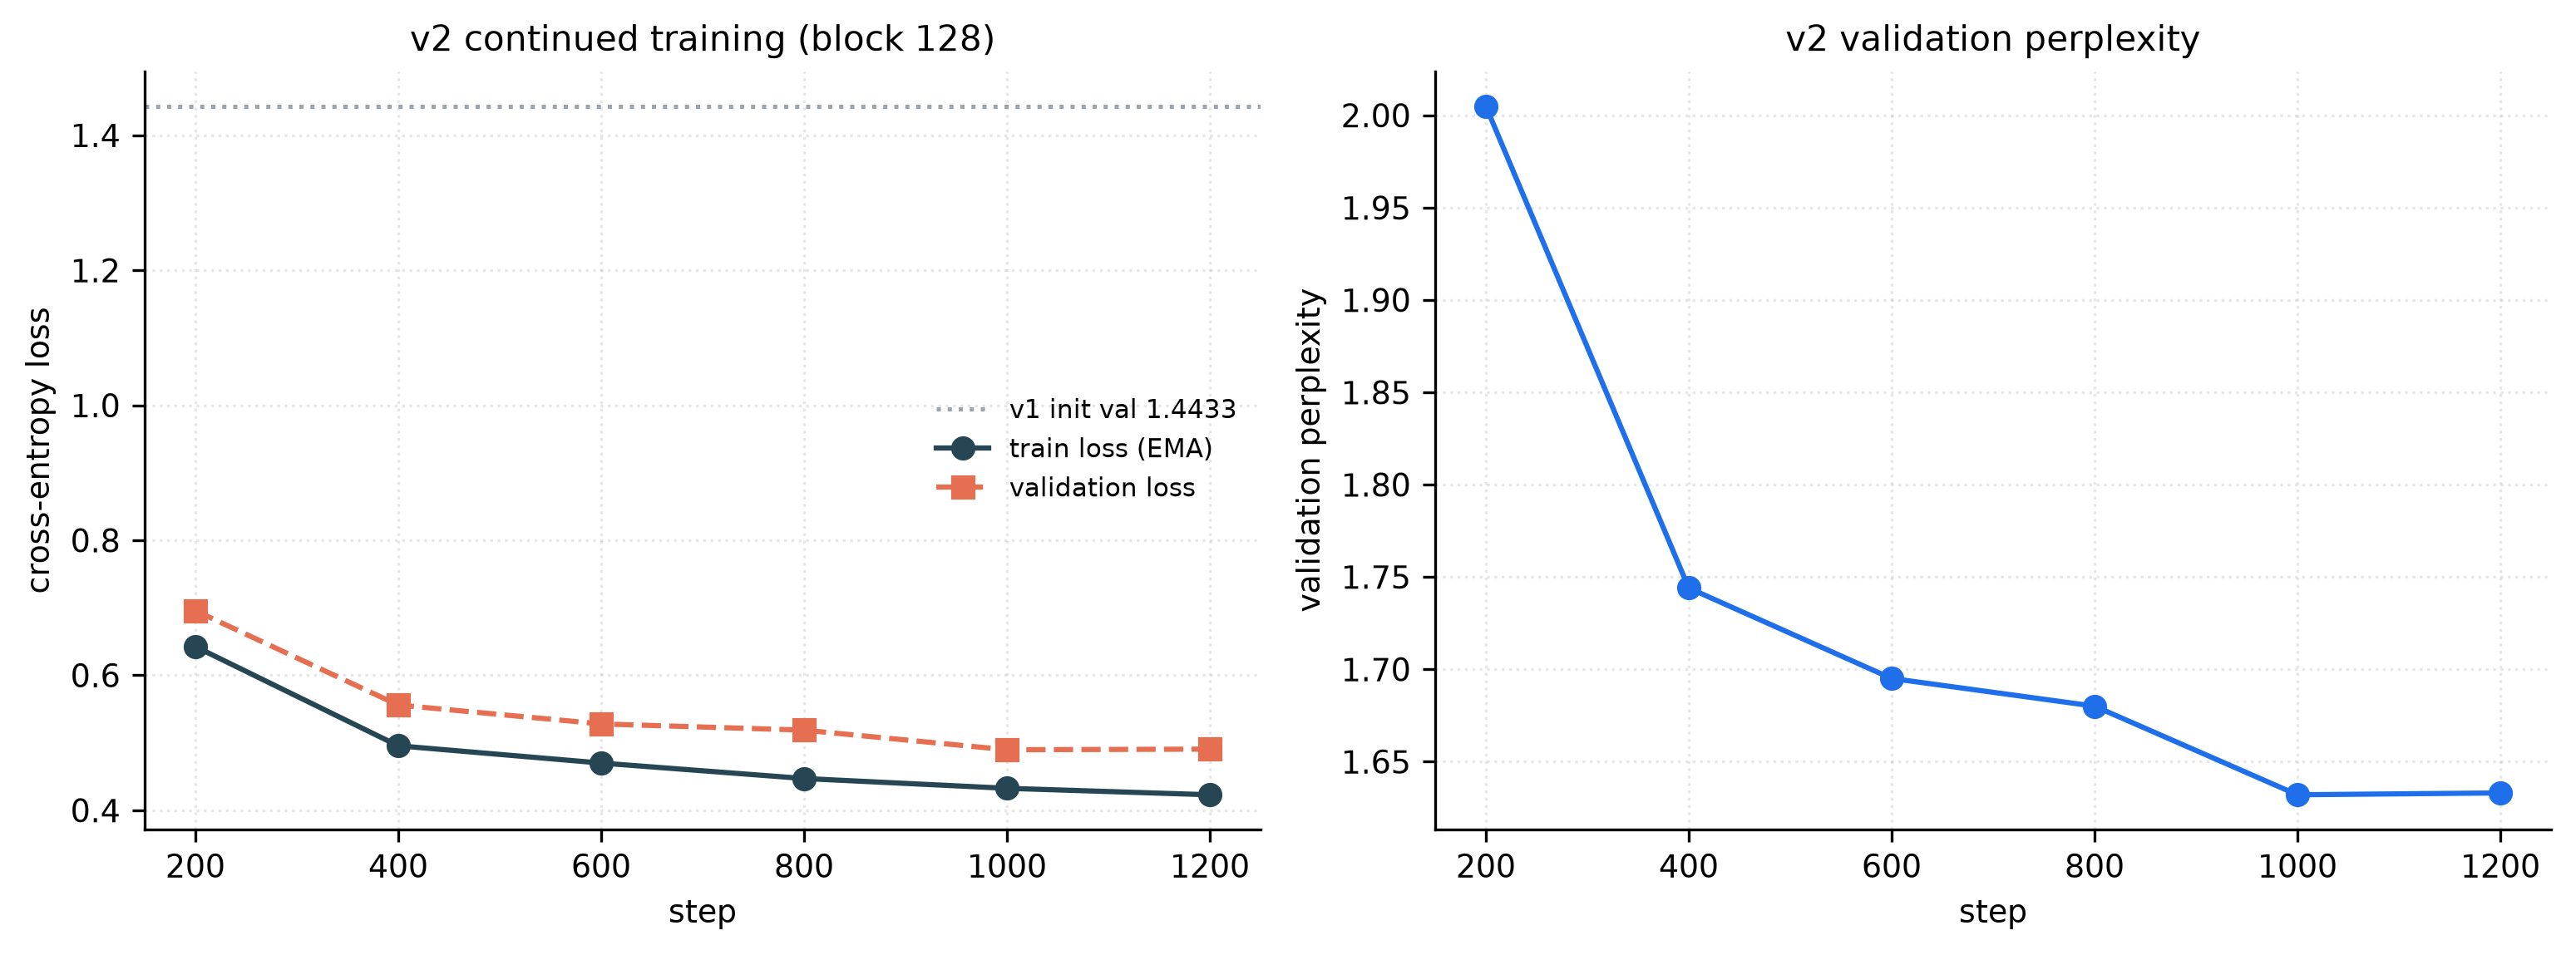 v2 continued training (block 128)
cross-entropy loss
1.4
1.2
1.0
0.8
0.6
0.4
v1 init val 1.4433
train loss (EMA)
validation loss
200 400 600 800 1000 1200
step
v2 validation perplexity
validation perplexity
2.00
1.95
1.90
1.85
1.80
1.75
1.70
1.65
200 400 600 800 1000 1200
step